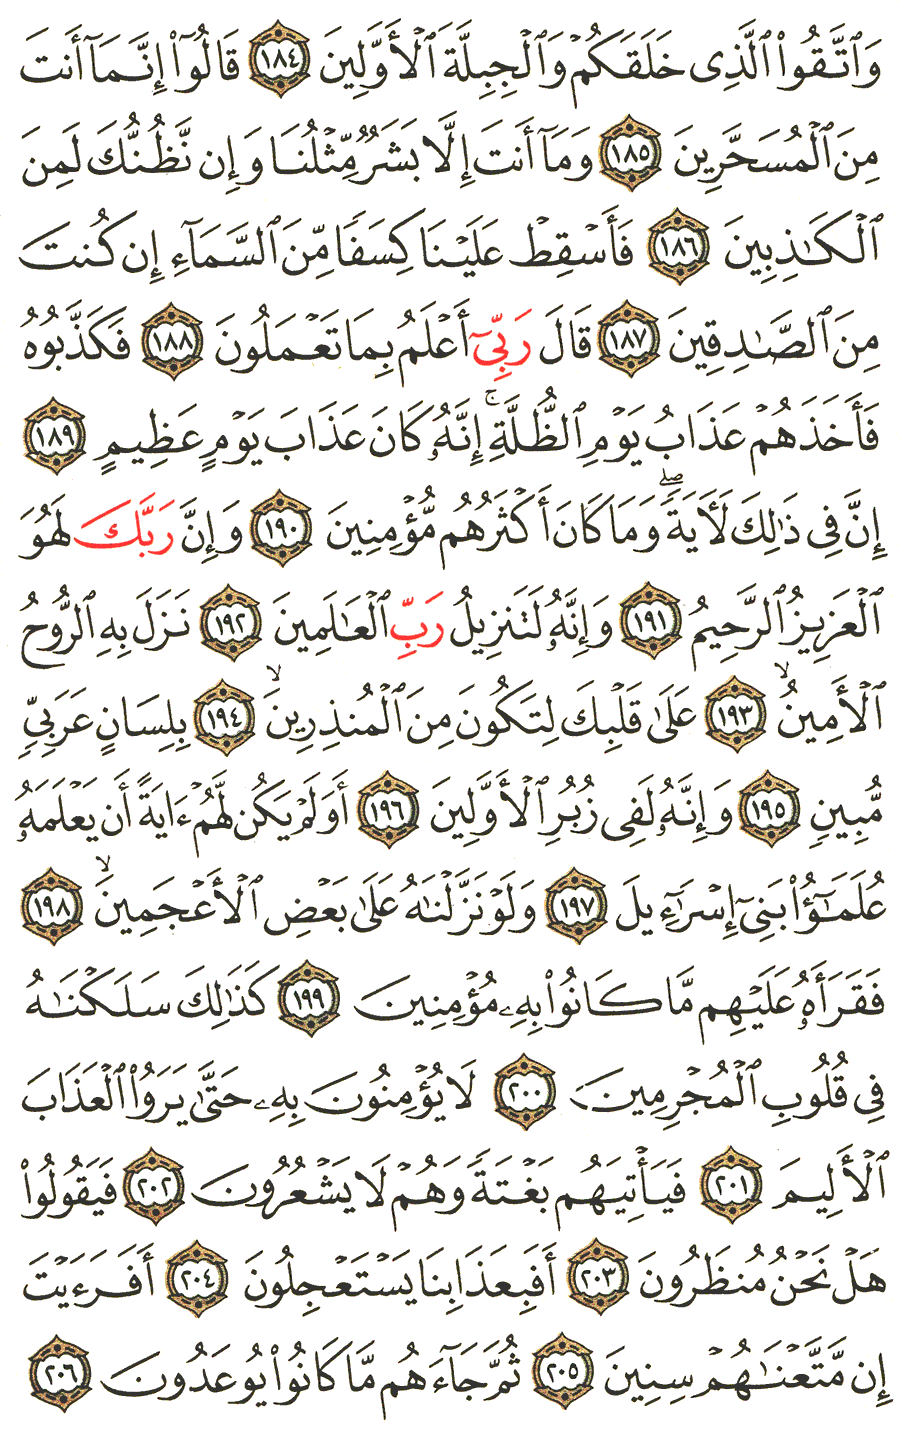 وَٱتَّقُوا۟ ٱلَّذِى خَلَقَكُمْ وَٱلْجِبِلَّةَ ٱلْأَوَّلِينَ ١٨٤ قَالُوٓا۟ إِنَّمَآ أَنتَ
مِنَ ٱلْمُسَحَّرِينَ ١٨٥ وَمَآ أَنتَ إِلَّا بَشَرٌ مِّثْلُنَا وَإِن نَّظُنُّكَ لَمِنَ
ٱلْكَـٰذِبِينَ ١٨٦ فَأَسْقِطْ عَلَيْنَا كِسَفًا مِّنَ ٱلسَّمَآءِ إِن كُنتَ
مِنَ ٱلصَّـٰدِقِينَ ١٨٧ قَالَ رَبِّىٓ أَعْلَمُ بِمَا تَعْمَلُونَ ١٨٨ فَكَذَّبُوهُ
فَأَخَذَهُمْ عَذَابُ يَوْمِ ٱلظُّلَّةِ ۚ إِنَّهُۥ كَانَ عَذَابَ يَوْمٍ عَظِيمٍ ١٨٩
إِنَّ فِى ذَٰلِكَ لَـَٔايَةً ۖ وَمَا كَانَ أَكْثَرُهُم مُّؤْمِنِينَ ١٩٠ وَإِنَّ رَبَّكَ لَهُوَ
ٱلْعَزِيزُ ٱلرَّحِيمُ ١٩١ وَإِنَّهُۥ لَتَنزِيلُ رَبِّ ٱلْعَـٰلَمِينَ ١٩٢ نَزَلَ بِهِ ٱلرُّوحُ
ٱلْأَمِينُ ۙ ١٩٣ عَلَىٰ قَلْبِكَ لِتَكُونَ مِنَ ٱلْمُنذِرِينَ ۙ ١٩٤ بِلِسَانٍ عَرَبِىٍّ
مُّبِينٍ ١٩٥ وَإِنَّهُۥ لَفِى زُبُرِ ٱلْأَوَّلِينَ ١٩٦ أَوَلَمْ يَكُن لَّهُمْ ءَايَةً أَن يَعْلَمَهُۥ
عُلَمَـٰٓؤُا۟ بَنِىٓ إِسْرَٰٓءِيلَ ١٩٧ وَلَوْ نَزَّلْنَـٰهُ عَلَىٰ بَعْضِ ٱلْأَعْجَمِينَ ۙ ١٩٨
فَقَرَأَهُۥ عَلَيْهِم مَّا كَانُوا۟ بِهِۦ مُؤْمِنِينَ ١٩٩ كَذَٰلِكَ سَلَكْنَـٰهُ
فِى قُلُوبِ ٱلْمُجْرِمِينَ ٢٠٠ لَا يُؤْمِنُونَ بِهِۦ حَتَّىٰ يَرَوُا۟ ٱلْعَذَابَ
ٱلْأَلِيمَ ٢٠١ فَيَأْتِيَهُم بَغْتَةً وَهُمْ لَا يَشْعُرُونَ ٢٠٢ فَيَقُولُوا۟
هَلْ نَحْنُ مُنظَرُونَ ٢٠٣ أَفَبِعَذَابِنَا يَسْتَعْجِلُونَ ٢٠٤ أَفَرَءَيْتَ
إِن مَّتَّعْنَـٰهُمْ سِنِينَ ٢٠٥ ثُمَّ جَآءَهُم مَّا كَانُوا۟ يُوعَدُونَ ٢٠٦